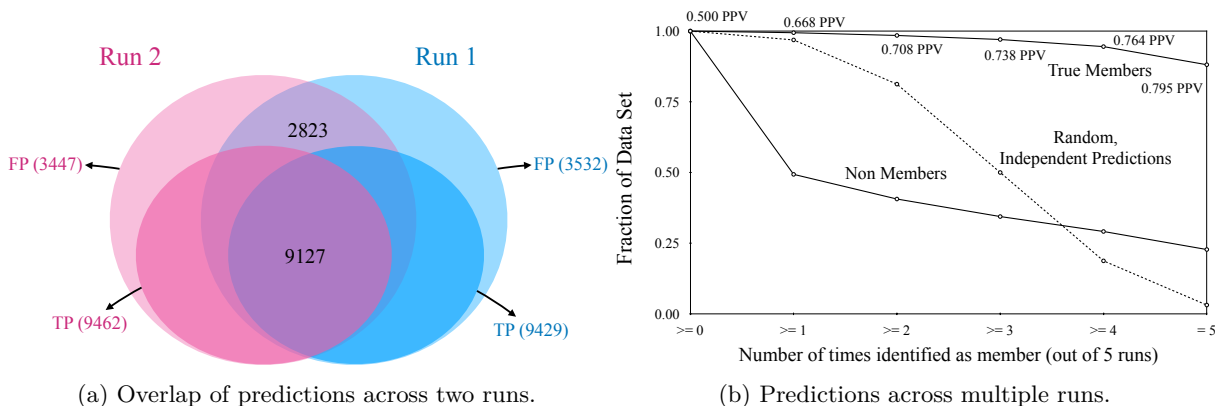 Run 2
Run 1
2823
FP (3447)
FP (3532)
9127
TP (9462)
TP (9429)
(a) Overlap of predictions across two runs.
Fraction of Data Set
1.00
0.75
0.50
0.25
0.00
0.500 PPV
0.668 PPV
0.708 PPV
0.738 PPV
0.764 PPV
True Members
0.795 PPV
Random,
Independent Predictions
Non Members
>= 0
>= 1
>= 2
>= 3
>=4
=5
Number of times identified as member (out of 5 runs)
(b) Predictions across multiple runs.